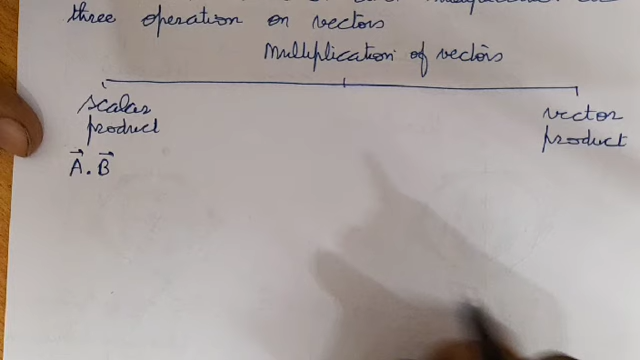 three operation on vectors
Multiplication of vectors
scalar product
vector product
A⃗ . B⃗